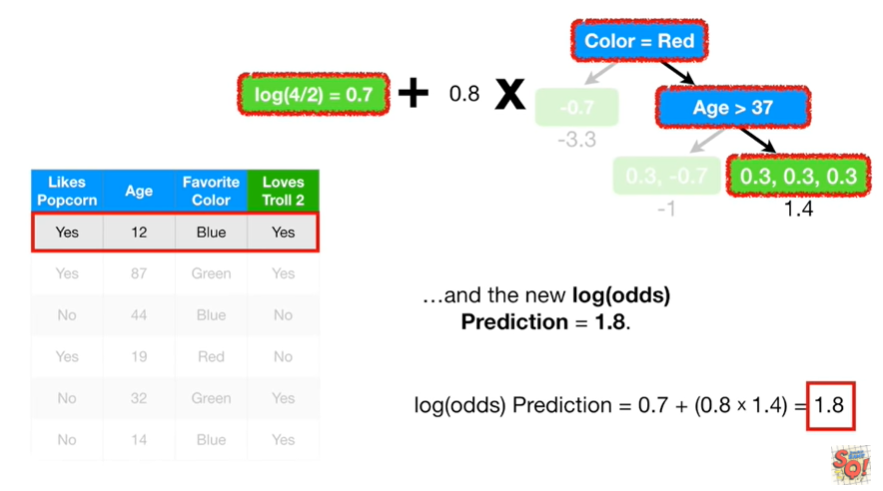 Color = Red
log(4/2) = 0.7 + 0.8 X
-0.7
-3.3
Age > 37
0.3, -0.7
-1
0.3, 0.3, 0.3
1.4
Likes Popcorn Age Favorite Color Loves Troll 2
Yes 12 Blue Yes
Yes 87 Green Yes
No 44 Blue No
Yes 19 Red No
No 32 Green Yes
No 14 Blue Yes
…and the new log(odds)
Prediction = 1.8.
log(odds) Prediction = 0.7 + (0.8 × 1.4) = 1.8
SQ!